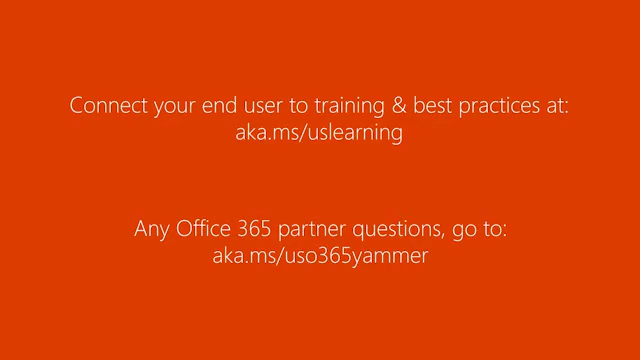 Connect your end user to training & best practices at:
aka.ms/uslearning
Any Office 365 partner questions, go to:
aka.ms/uso365yammer